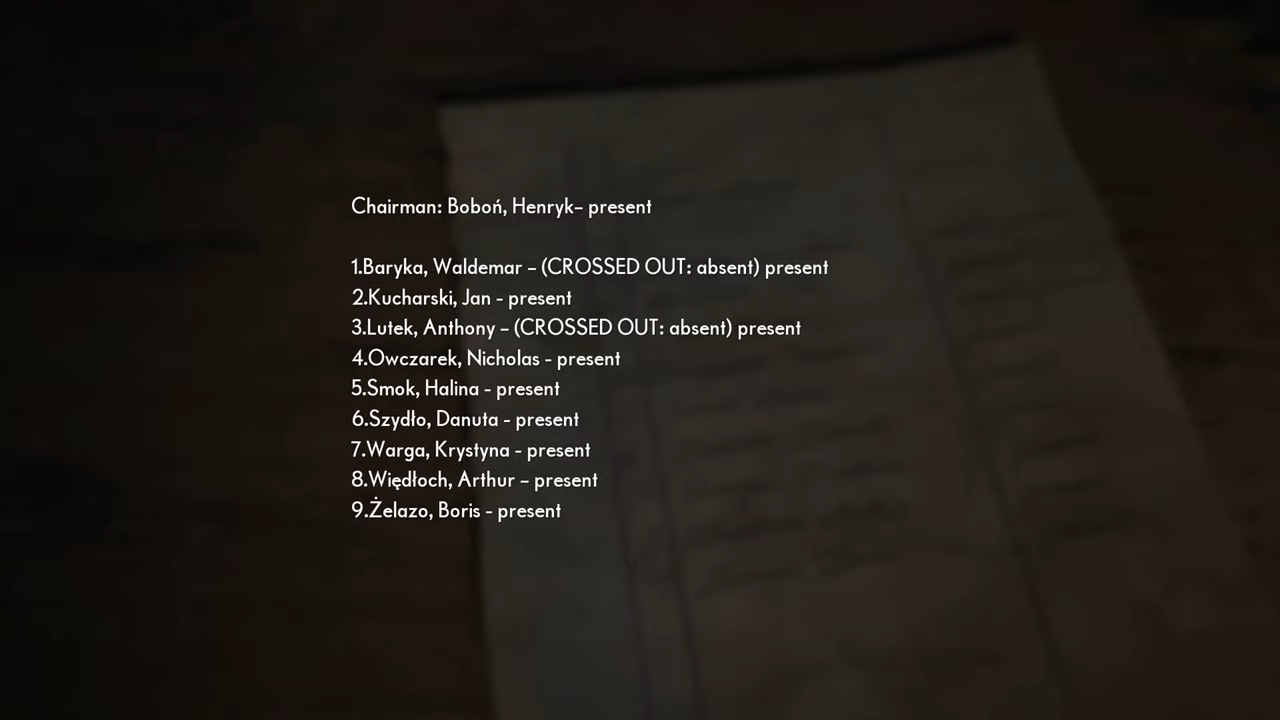 Chairman: Boboń, Henryk– present
1.Baryka, Waldemar – (CROSSED OUT: absent) present
2.Kucharski, Jan - present
3.Lutek, Anthony – (CROSSED OUT: absent) present
4.Owczarek, Nicholas - present
5.Smok, Halina - present
6.Szydło, Danuta - present
7.Warga, Krystyna - present
8.Więdłoch, Arthur – present
9.Żelazo, Boris - present